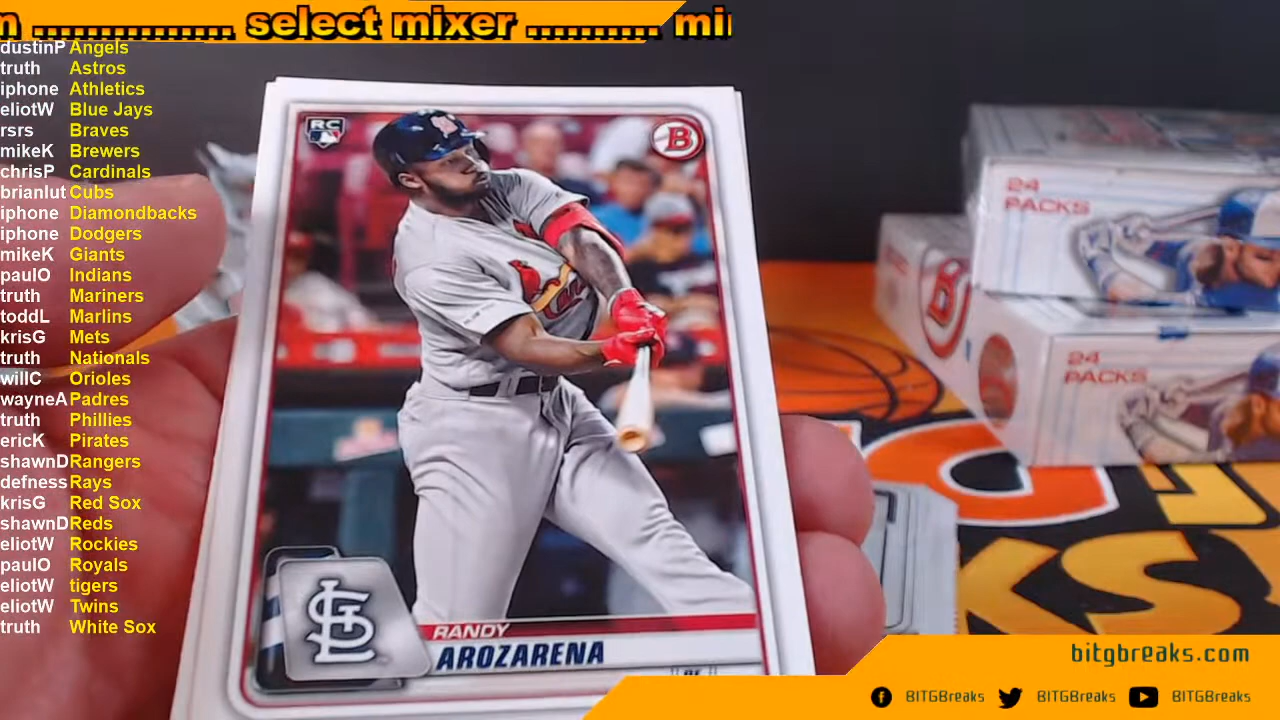 select mixer .......... mi
dustinP Angels
truth Astros
iphone Athletics
eliotW Blue Jays
rsrs Braves
mikeK Brewers
chrisP Cardinals
brianlut Cubs
iphone Diamondbacks
iphone Dodgers
mikeK Giants
paulO Indians
truth Mariners
toddL Marlins
krisG Mets
truth Nationals
willC Orioles
wayneA Padres
truth Phillies
ericK Pirates
shawnD Rangers
defness Rays
krisG Red Sox
shawnD Reds
eliotW Rockies
paulO Royals
eliotW tigers
eliotW Twins
truth White Sox
RC
B
STL
RANDY
AROZARENA
24
PACKS
B
24
PACKS
KS
bitgbreaks.com
BITGBreaks BITGBreaks BITGBreaks